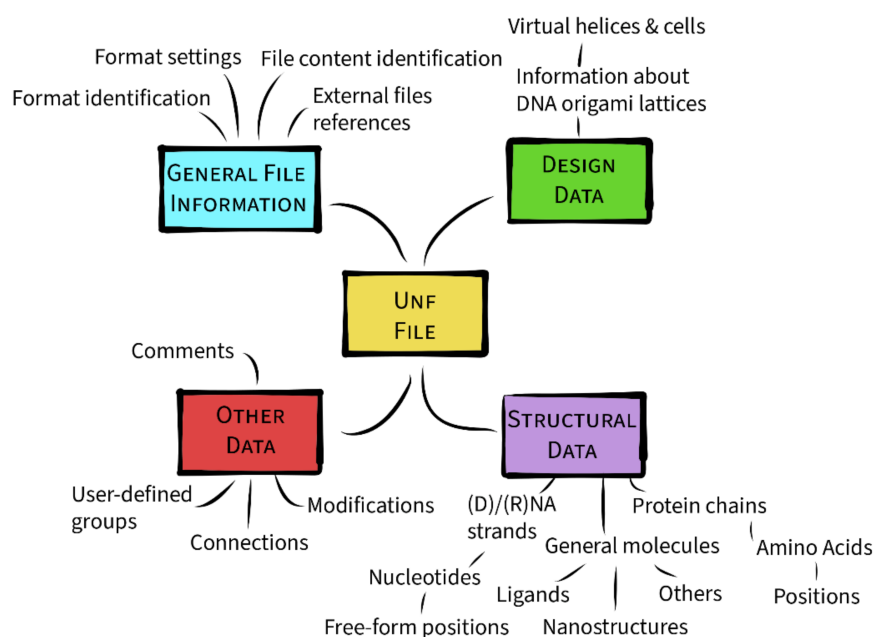 Virtual helices & cells
Format settings
File content identification
Information about
DNA origami lattices
Format identification
External files
references
GENERAL FILE
INFORMATION
DESIGN
DATA
UNF
FILE
Comments
OTHER
DATA
STRUCTURAL
DATA
User-defined
groups
Modifications
Connections
(D)/(R)NA
strands
Protein chains
General molecules
Amino Acids
Nucleotides
Ligands
Others
Positions
Free-form positions
Nanostructures